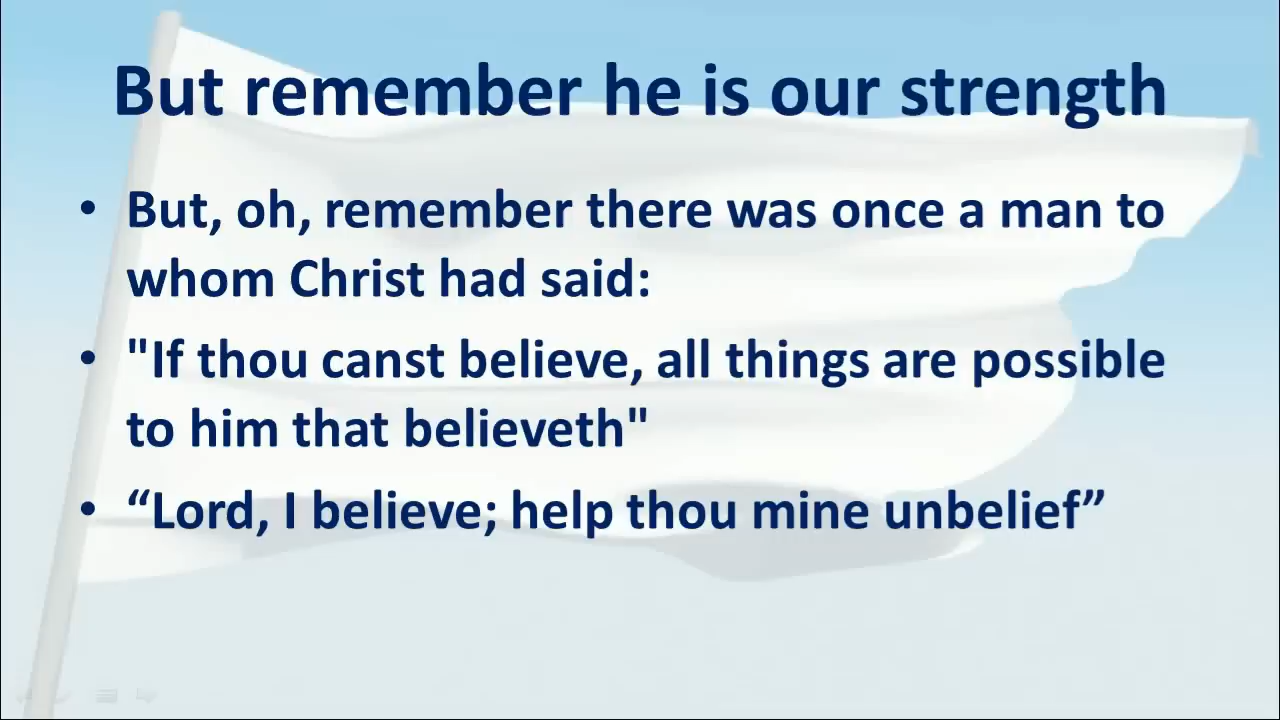 But remember he is our strength
• But, oh, remember there was once a man to
whom Christ had said:
• "If thou canst believe, all things are possible
to him that believeth"
• “Lord, I believe; help thou mine unbelief”